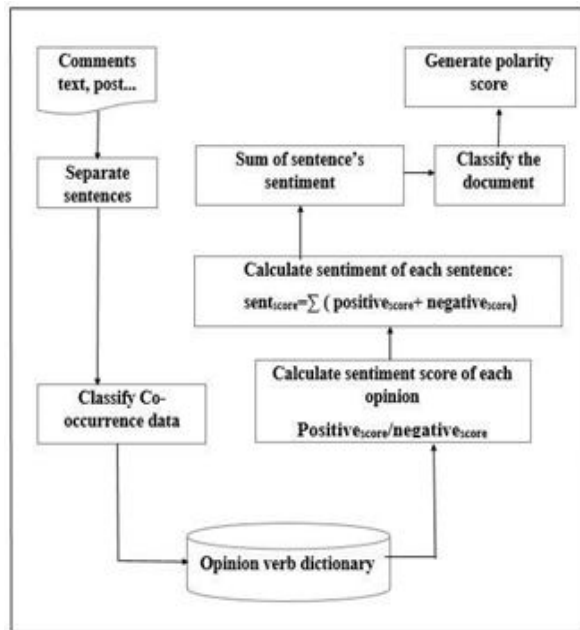 Comments
text, post...
Separate
sentences
Classify Co-
occurrence data
Opinion verb dictionary
Calculate sentiment score of each
opinion
Positivescore/negativescore
Calculate sentiment of each sentence:
sentscore=∑ ( positivescore+ negativescore)
Sum of sentence's
sentiment
Classify the
document
Generate polarity
score